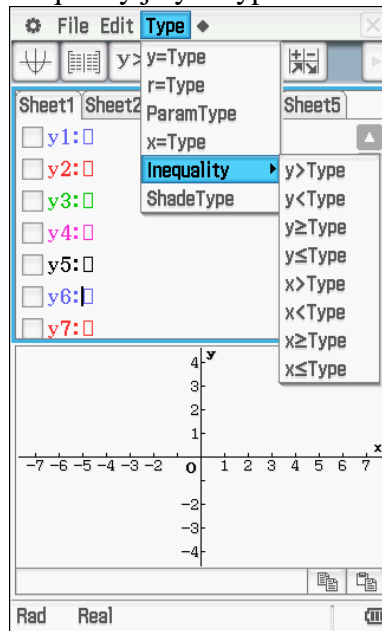 File Edit Type
y> y=Type
r=Type
Sheet1 Sheet2 ParamType Sheet5
y1:
x=Type
y2:
Inequality
y>Type
y3:
ShadeType
y<Type
y4:
y≥Type
y5:
y≤Type
y6:
x>Type
y7:
x<Type
x≥Type
x≤Type
y
4
3
2
1
x
-7 -6 -5 -4 -3 -2 O 1 2 3 4 5 6 7
-2
-3
-4
Rad Real